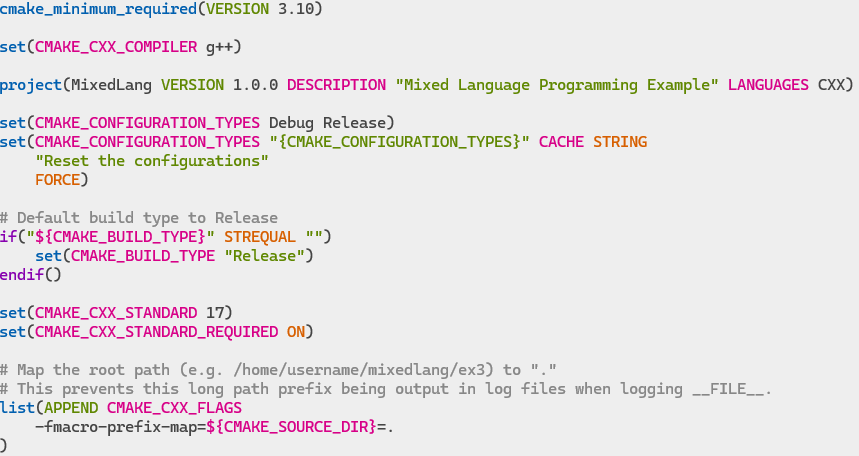 cmake_minimum_required(VERSION 3.10)
set(CMAKE_CXX_COMPILER g++)
project(MixedLang VERSION 1.0.0 DESCRIPTION "Mixed Language Programming Example" LANGUAGES CXX)
set(CMAKE_CONFIGURATION_TYPES Debug Release)
set(CMAKE_CONFIGURATION_TYPES "{CMAKE_CONFIGURATION_TYPES}" CACHE STRING
    "Reset the configurations"
    FORCE)
# Default build type to Release
if("${CMAKE_BUILD_TYPE}" STREQUAL "")
    set(CMAKE_BUILD_TYPE "Release")
endif()
set(CMAKE_CXX_STANDARD 17)
set(CMAKE_CXX_STANDARD_REQUIRED ON)
# Map the root path (e.g. /home/username/mixedlang/ex3) to "."
# This prevents this long path prefix being output in log files when logging __FILE__.
list(APPEND CMAKE_CXX_FLAGS
    -fmacro-prefix-map=${CMAKE_SOURCE_DIR}=.
)